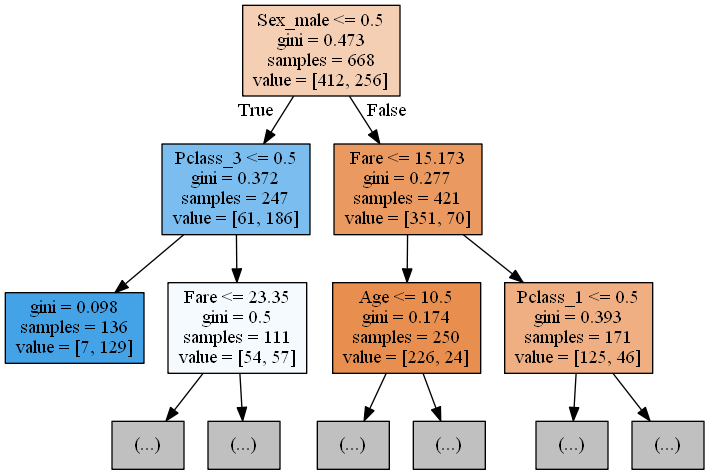 Sex_male <= 0.5
gini = 0.473
samples = 668
value = [412, 256]
True
False
Pclass_3 <= 0.5
gini = 0.372
samples = 247
value = [61, 186]
Fare <= 15.173
gini = 0.277
samples = 421
value = [351, 70]
gini = 0.098
samples = 136
value = [7, 129]
Fare <= 23.35
gini = 0.5
samples = 111
value = [54, 57]
Age <= 10.5
gini = 0.174
samples = 250
value = [226, 24]
Pclass_1 <= 0.5
gini = 0.393
samples = 171
value = [125, 46]
(...)
(...)
(...)
(...)
(...)
(...)